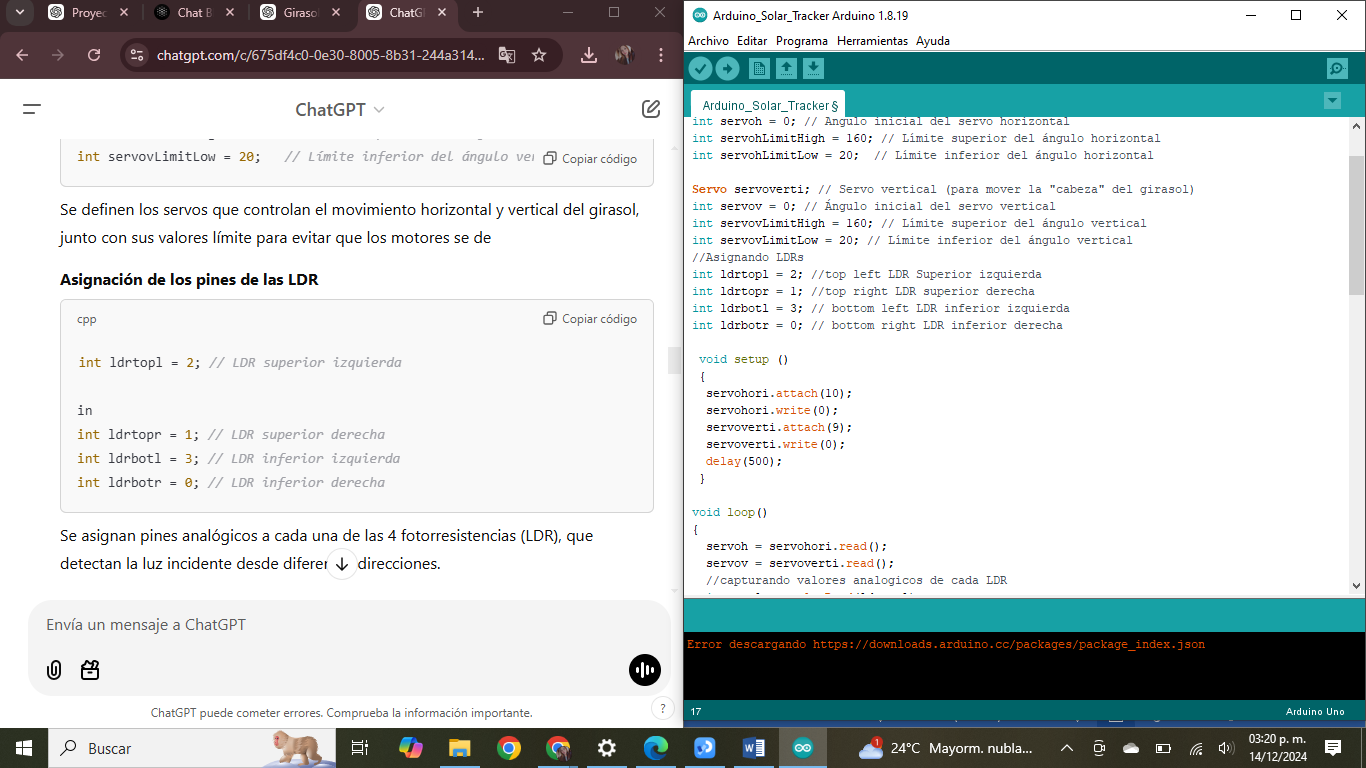 Proyec
Chat B
Giraso
ChatG
chatgpt.com/c/675df4c0-0e30-8005-8b31-244a314...
ChatGPT
int servovLimitLow = 20;   // Límite inferior del ángulo ver
Copiar código
Se definen los servos que controlan el movimiento horizontal y vertical del girasol,
junto con sus valores límite para evitar que los motores se de
Asignación de los pines de las LDR
cpp
Copiar código
int ldrtopl = 2; // LDR superior izquierda
in
int ldrtopr = 1; // LDR superior derecha
int ldrbotl = 3; // LDR inferior izquierda
int ldrbotr = 0; // LDR inferior derecha
Se asignan pines analógicos a cada una de las 4 fotorresistencias (LDR), que
detectan la luz incidente desde diferen direcciones.
Envía un mensaje a ChatGPT
ChatGPT puede cometer errores. Comprueba la información importante.
?
Arduino_Solar_Tracker Arduino 1.8.19
Archivo Editar Programa Herramientas Ayuda
Arduino_Solar_Tracker §
int servoh = 0; // Ángulo inicial del servo horizontal
int servohLimitHigh = 160; // Límite superior del ángulo horizontal
int servohLimitLow = 20;  // Límite inferior del ángulo horizontal
Servo servoverti; // Servo vertical (para mover la "cabeza" del girasol)
int servov = 0; // Ángulo inicial del servo vertical
int servovLimitHigh = 160; // Límite superior del ángulo vertical
int servovLimitLow = 20; // Límite inferior del ángulo vertical
//Asignando LDRs
int ldrtopl = 2; //top left LDR Superior izquierda
int ldrtopr = 1; //top right LDR superior derecha
int ldrbotl = 3; // bottom left LDR inferior izquierda
int ldrbotr = 0; // bottom right LDR inferior derecha
void setup ()
{
servohori.attach(10);
servohori.write(0);
servoverti.attach(9);
servoverti.write(0);
delay(500);
}
void loop()
{
servoh = servohori.read();
servov = servoverti.read();
//capturando valores analogicos de cada LDR
Error descargando https://downloads.arduino.cc/packages/package_index.json
17
Arduino Uno
Buscar
1
24°C Mayorm. nubla...
03:20 p. m.
14/12/2024